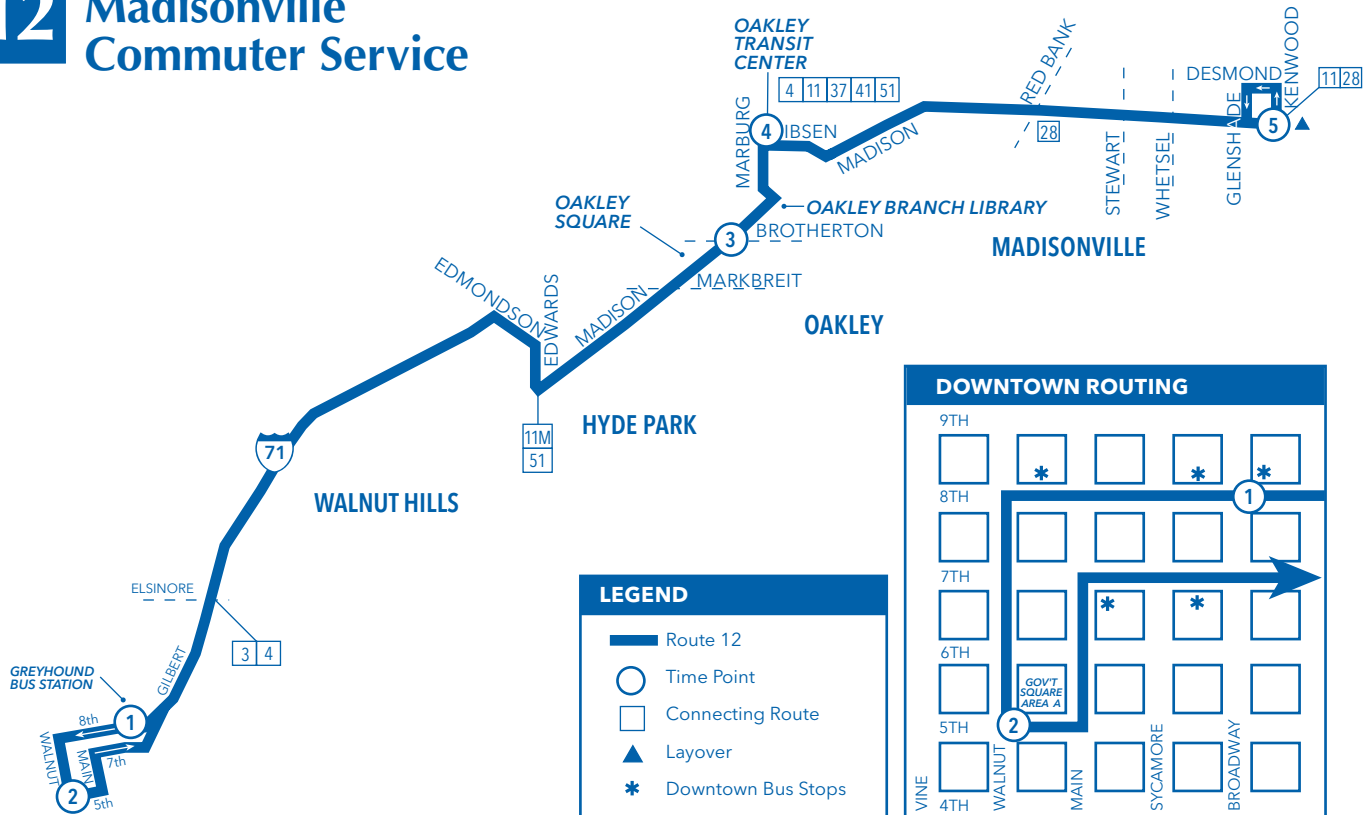 12
Madisonville
Commuter Service
OAKLEY
TRANSIT
CENTER
4 11 37 41 51
MARBURG
4
IBSEN
MADISON
RED BANK
28
STEWART
WHETSEL
DESMOND
GLENSHADE
KENWOOD
11 28
5
OAKLEY
SQUARE
OAKLEY BRANCH LIBRARY
3
BROTHERTON
MADISONVILLE
MARKBREIT
EDMONDSON
EDWARDS
MADISON
OAKLEY
11M
51
HYDE PARK
71
WALNUT HILLS
ELSINORE
3 4
GILBERT
GREYHOUND
BUS STATION
8th
1
WALNUT
MAIN
7th
2
5th
LEGEND
Route 12
Time Point
Connecting Route
Layover
Downtown Bus Stops
DOWNTOWN ROUTING
9TH
8TH
1
7TH
6TH
GOV'T
SQUARE
AREA A
5TH
2
4TH
VINE
WALNUT
MAIN
SYCAMORE
BROADWAY